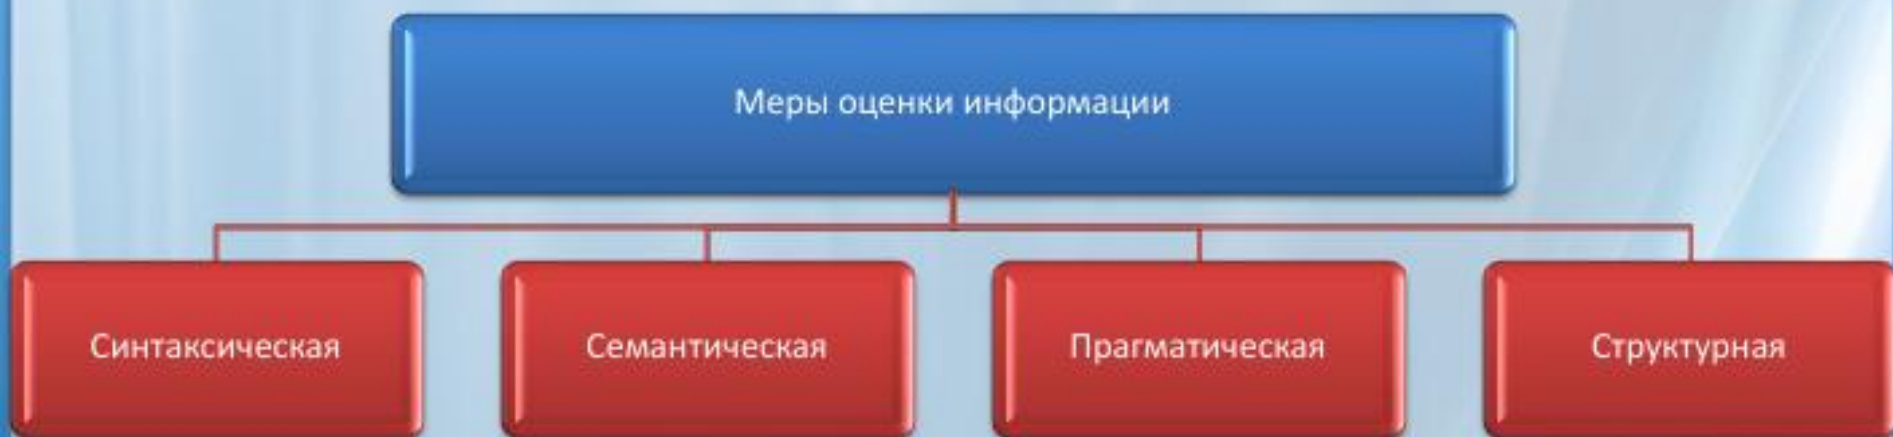 Меры оценки информации
Синтаксическая
Семантическая
Прагматическая
Структурная